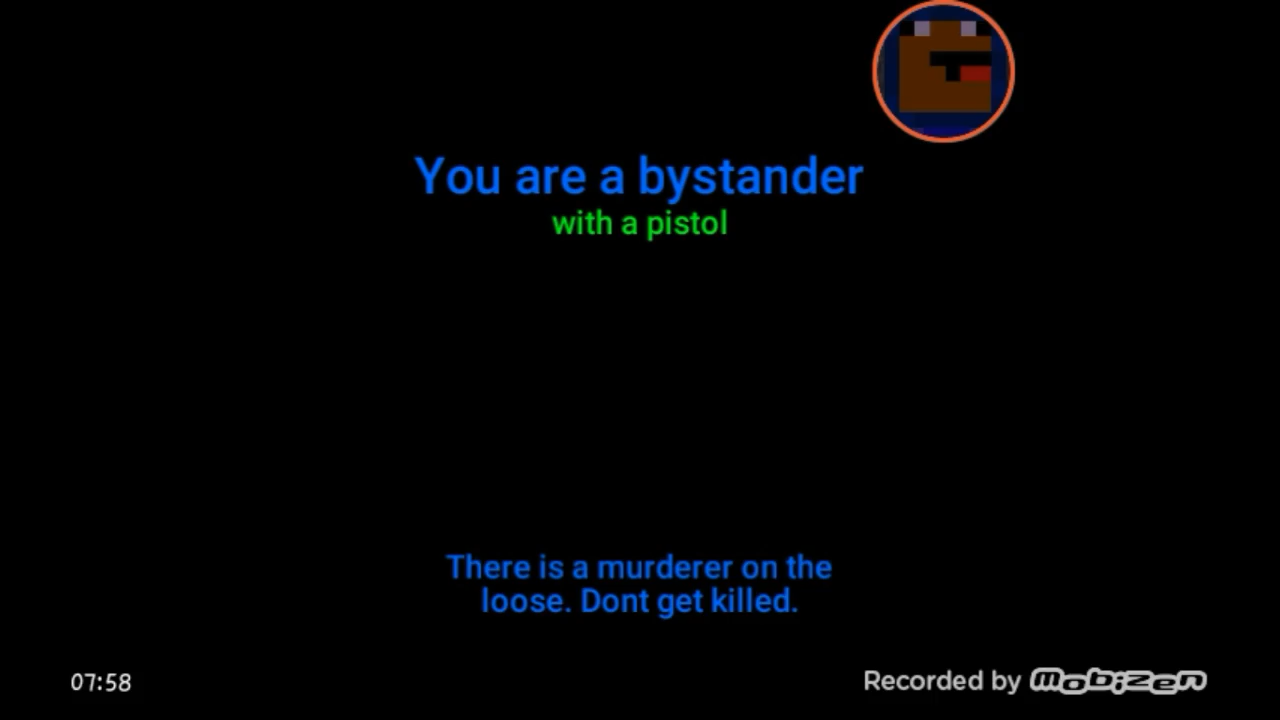 You are a bystander
with a pistol
There is a murderer on the
loose. Dont get killed.
07:58
Recorded by mobizen